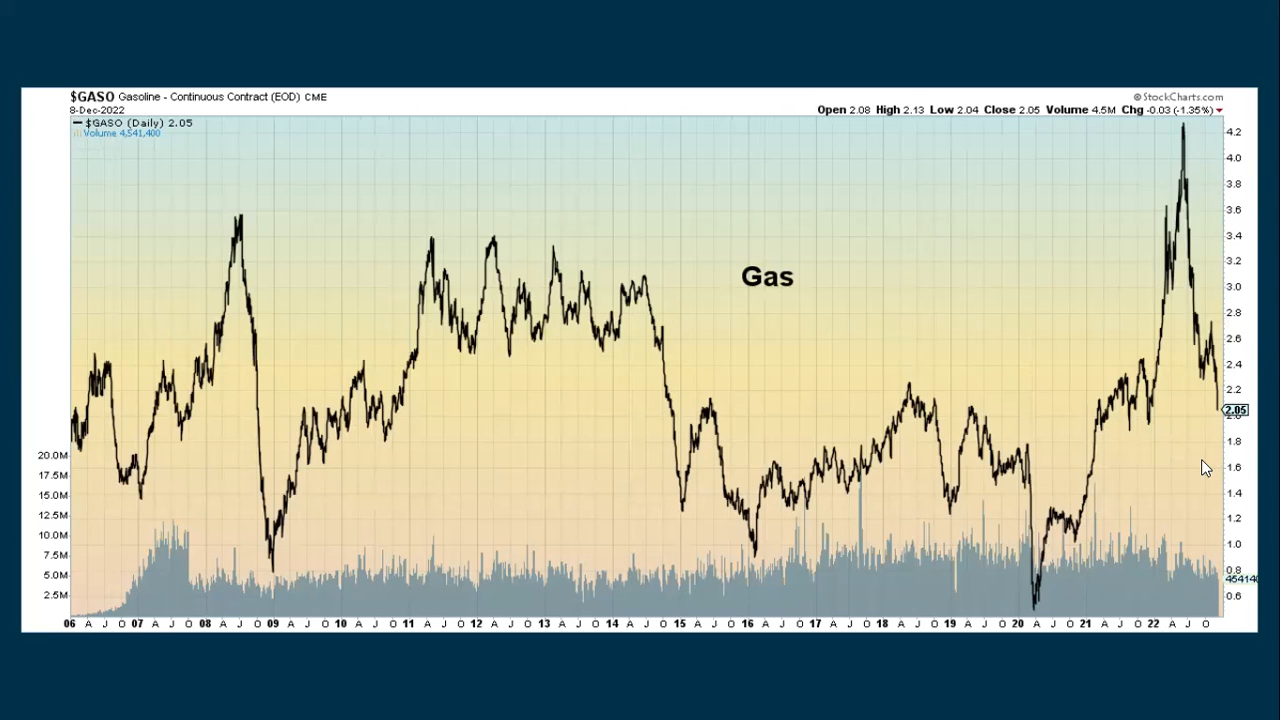 $GASO Gasoline - Continuous Contract (EOD) CME
© StockCharts.com
8-Dec-2022
Open 2.08 High 2.13 Low 2.04 Close 2.05 Volume 4.5M Chg -0.03 (-1.35%)
$GASO (Daily) 2.05
Volume 4,541,400
Gas
4.2
4.0
3.8
3.6
3.4
3.2
3.0
2.8
2.6
2.4
2.2
2.05
1.8
1.6
1.4
1.2
1.0
0.8
454140
0.6
20.0M
17.5M
15.0M
12.5M
10.0M
7.5M
5.0M
2.5M
06 A J O 07 A J O 08 A J O 09 A J O 10 A J O 11 A J O 12 A J O 13 A J O 14 A J O 15 A J O 16 A J O 17 A J O 18 A J O 19 A J O 20 A J O 21 A J O 22 A J O